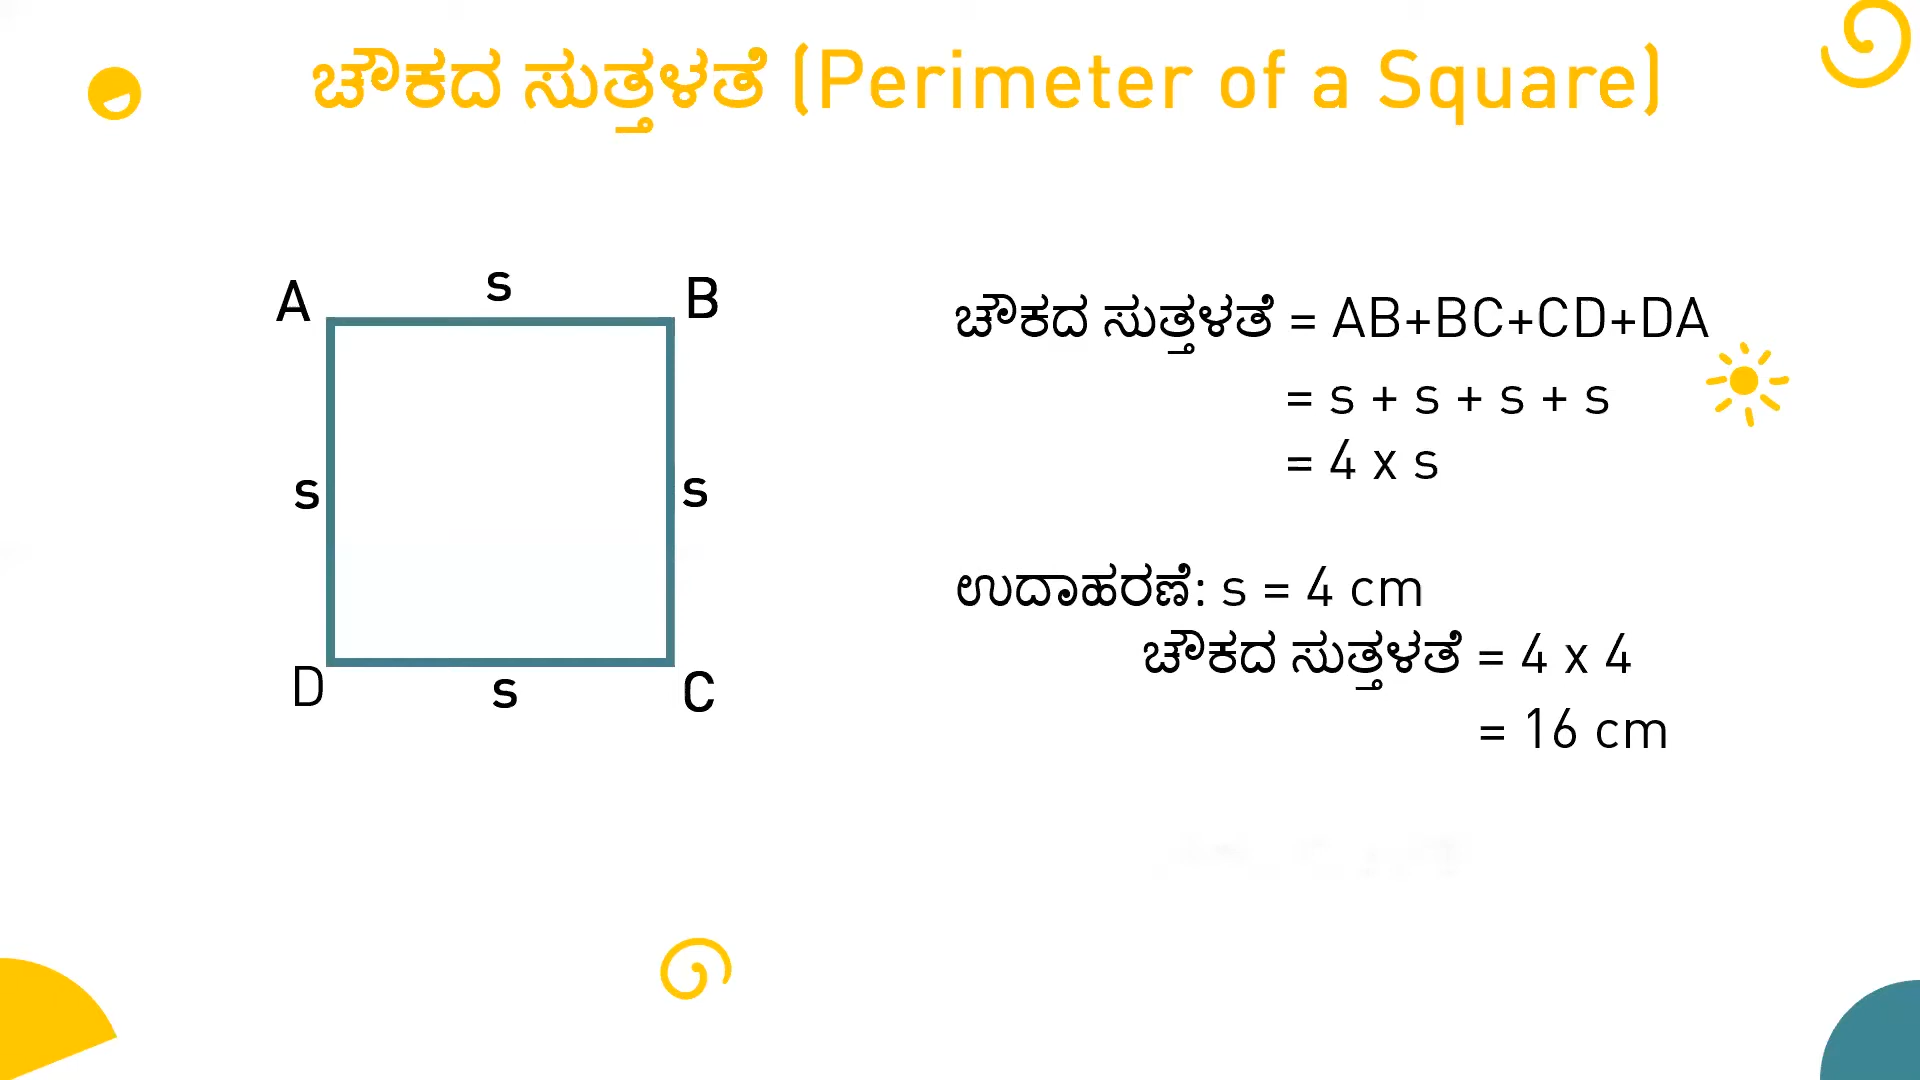 ಚೌಕದ ಸುತ್ತಳತೆ (Perimeter of a Square)
s
A
B
s
s
D
s
C
ಚೌಕದ ಸುತ್ತಳತೆ = AB+BC+CD+DA
= s + s + s + s
= 4 x s
ಉದಾಹರಣೆ: s = 4 cm
ಚೌಕದ ಸುತ್ತಳತೆ = 4 x 4
= 16 cm